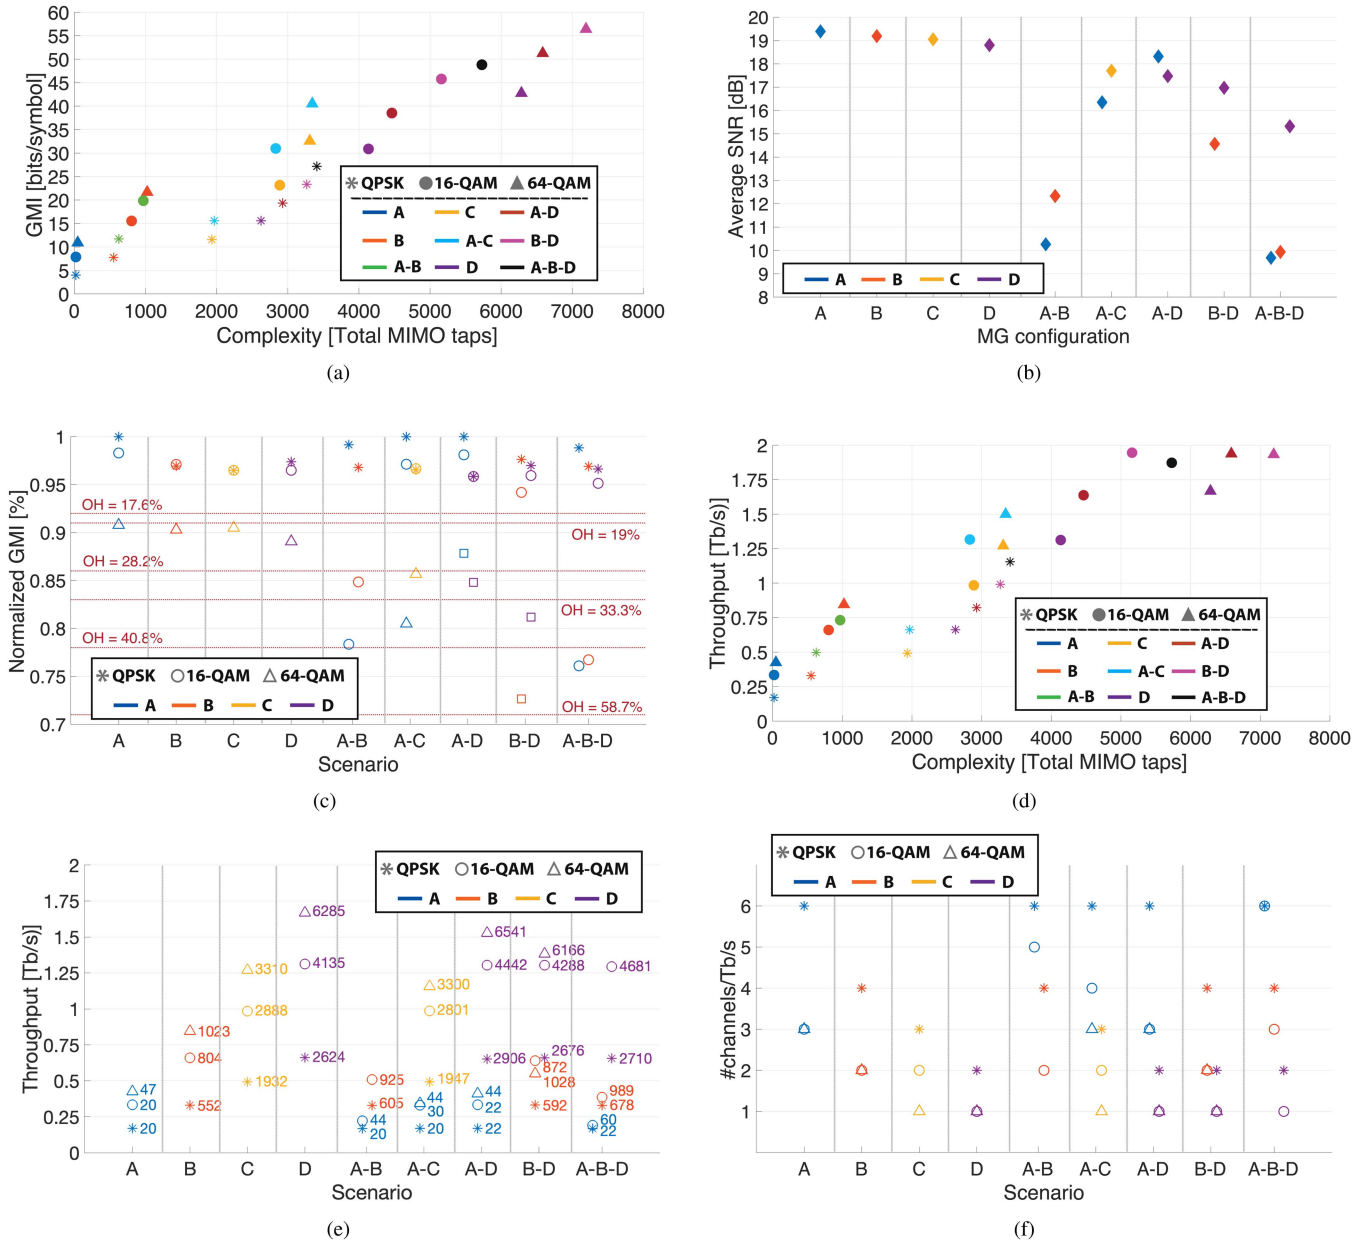 60
55
50
45
40
35
30
25
20
15
10
5
0
GMI [bits/symbol]
QPSK 16-QAM 64-QAM
A C A-D
B A-C B-D
A-B D A-B-D
0 1000 2000 3000 4000 5000 6000 7000 8000
Complexity [Total MIMO taps]
(a)
20
19
18
17
16
15
14
13
12
11
10
9
8
Average SNR [dB]
A B C D
A B C D A-B A-C A-D B-D A-B-D
MG configuration
(b)
1
0.95
0.9
0.85
0.8
0.75
0.7
Normalized GMI [%]
OH = 17.6%
OH = 19%
OH = 28.2%
OH = 33.3%
OH = 40.8%
OH = 58.7%
QPSK 16-QAM 64-QAM
A B C D
A B C D A-B A-C A-D B-D A-B-D
Scenario
(c)
2
1.75
1.5
1.25
1
0.75
0.5
0.25
0
Throughput [Tb/s)]
QPSK 16-QAM 64-QAM
A C A-D
B A-C B-D
A-B D A-B-D
0 1000 2000 3000 4000 5000 6000 7000 8000
Complexity [Total MIMO taps]
(d)
2
1.75
1.5
1.25
1
0.75
0.5
0.25
0
Throughput [Tb/s)]
QPSK 16-QAM 64-QAM
A B C D
47
20
20
1023
804
552
3310
2888
1932
6285
4135
2624
925
605
44
20
3300
2801
1947
44
30
20
6541
4442
2906
44
22
22
6166
4288
2676
872
1028
592
4681
2710
989
678
60
22
A B C D A-B A-C A-D B-D A-B-D
Scenario
(e)
QPSK 16-QAM 64-QAM
A B C D
6
5
4
3
2
1
#channels/Tb/s
A B C D A-B A-C A-D B-D A-B-D
Scenario
(f)